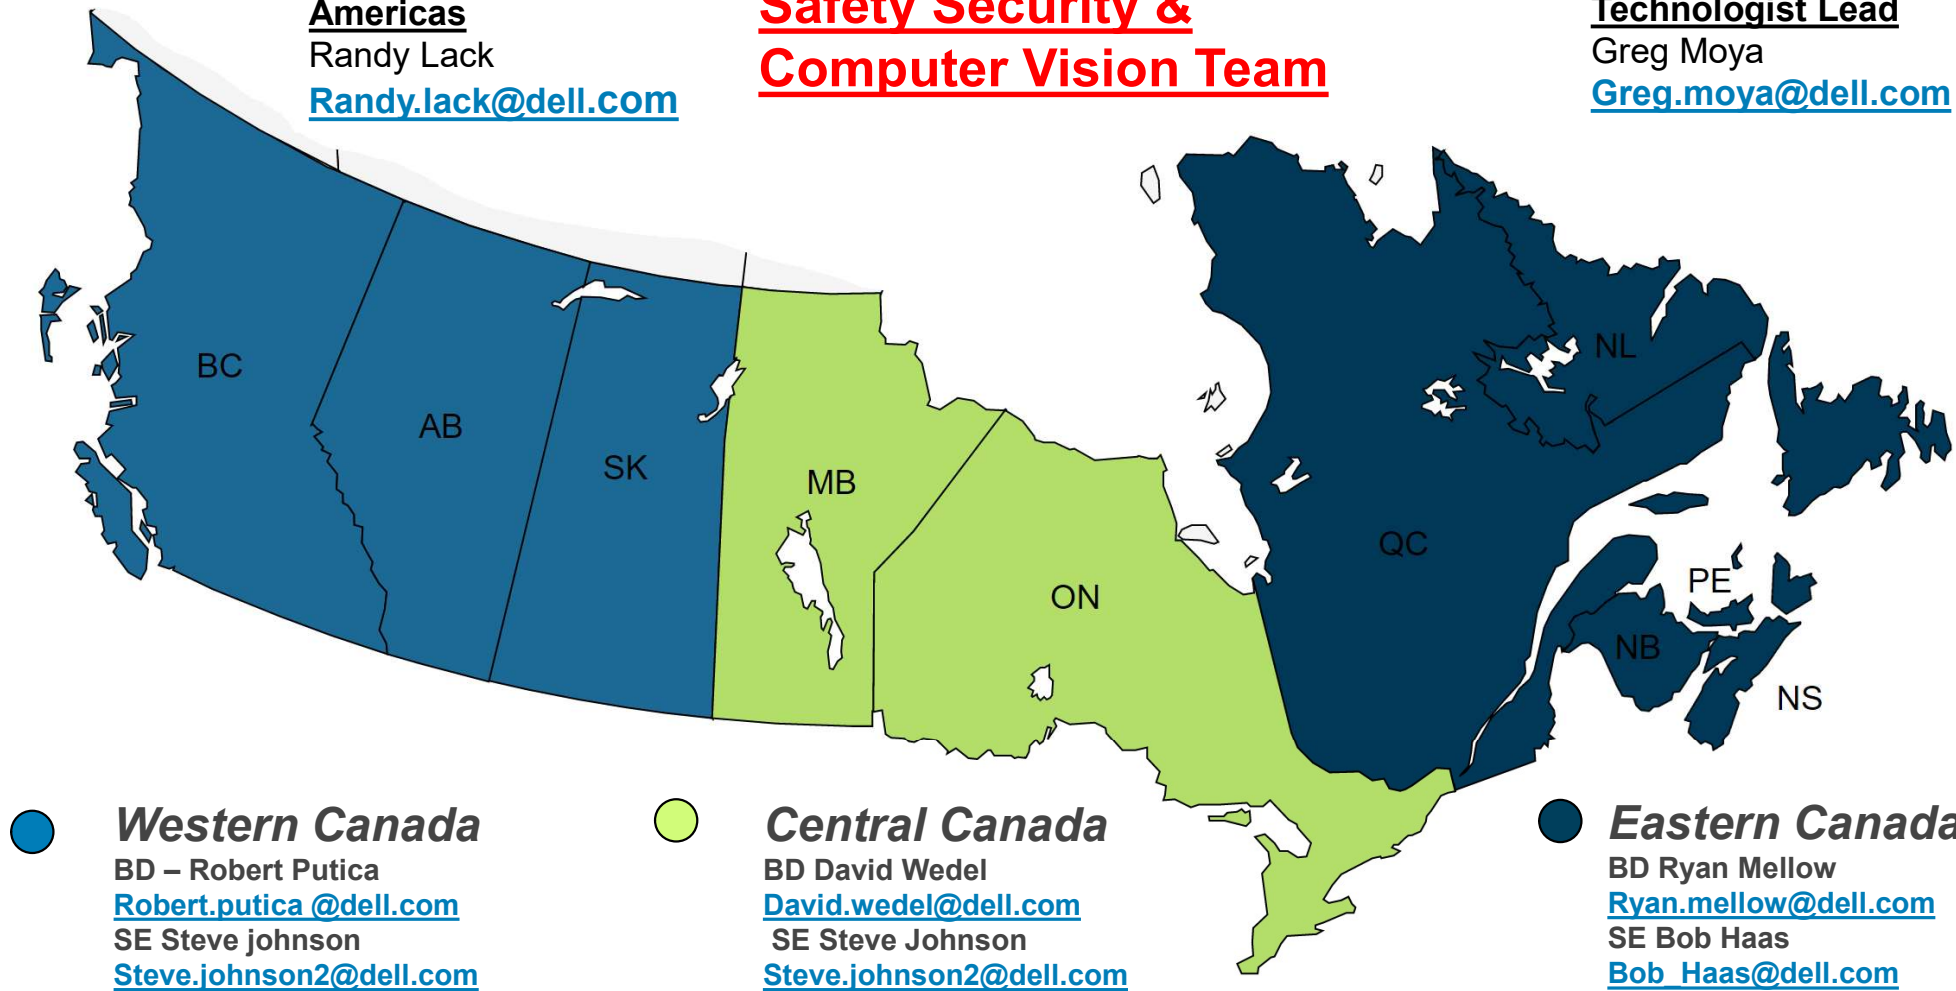 Americas
Randy Lack
Randy.lack@dell.com
Safety Security &
Computer Vision Team
Technologist Lead
Greg Moya
Greg.moya@dell.com
BC
AB
SK
MB
ON
QC
NL
PE
NB
NS
Western Canada
BD – Robert Putica
Robert.putica @dell.com
SE Steve johnson
Steve.johnson2@dell.com
Central Canada
BD David Wedel
David.wedel@dell.com
SE Steve Johnson
Steve.johnson2@dell.com
Eastern Canada
BD Ryan Mellow
Ryan.mellow@dell.com
SE Bob Haas
Bob_Haas@dell.com